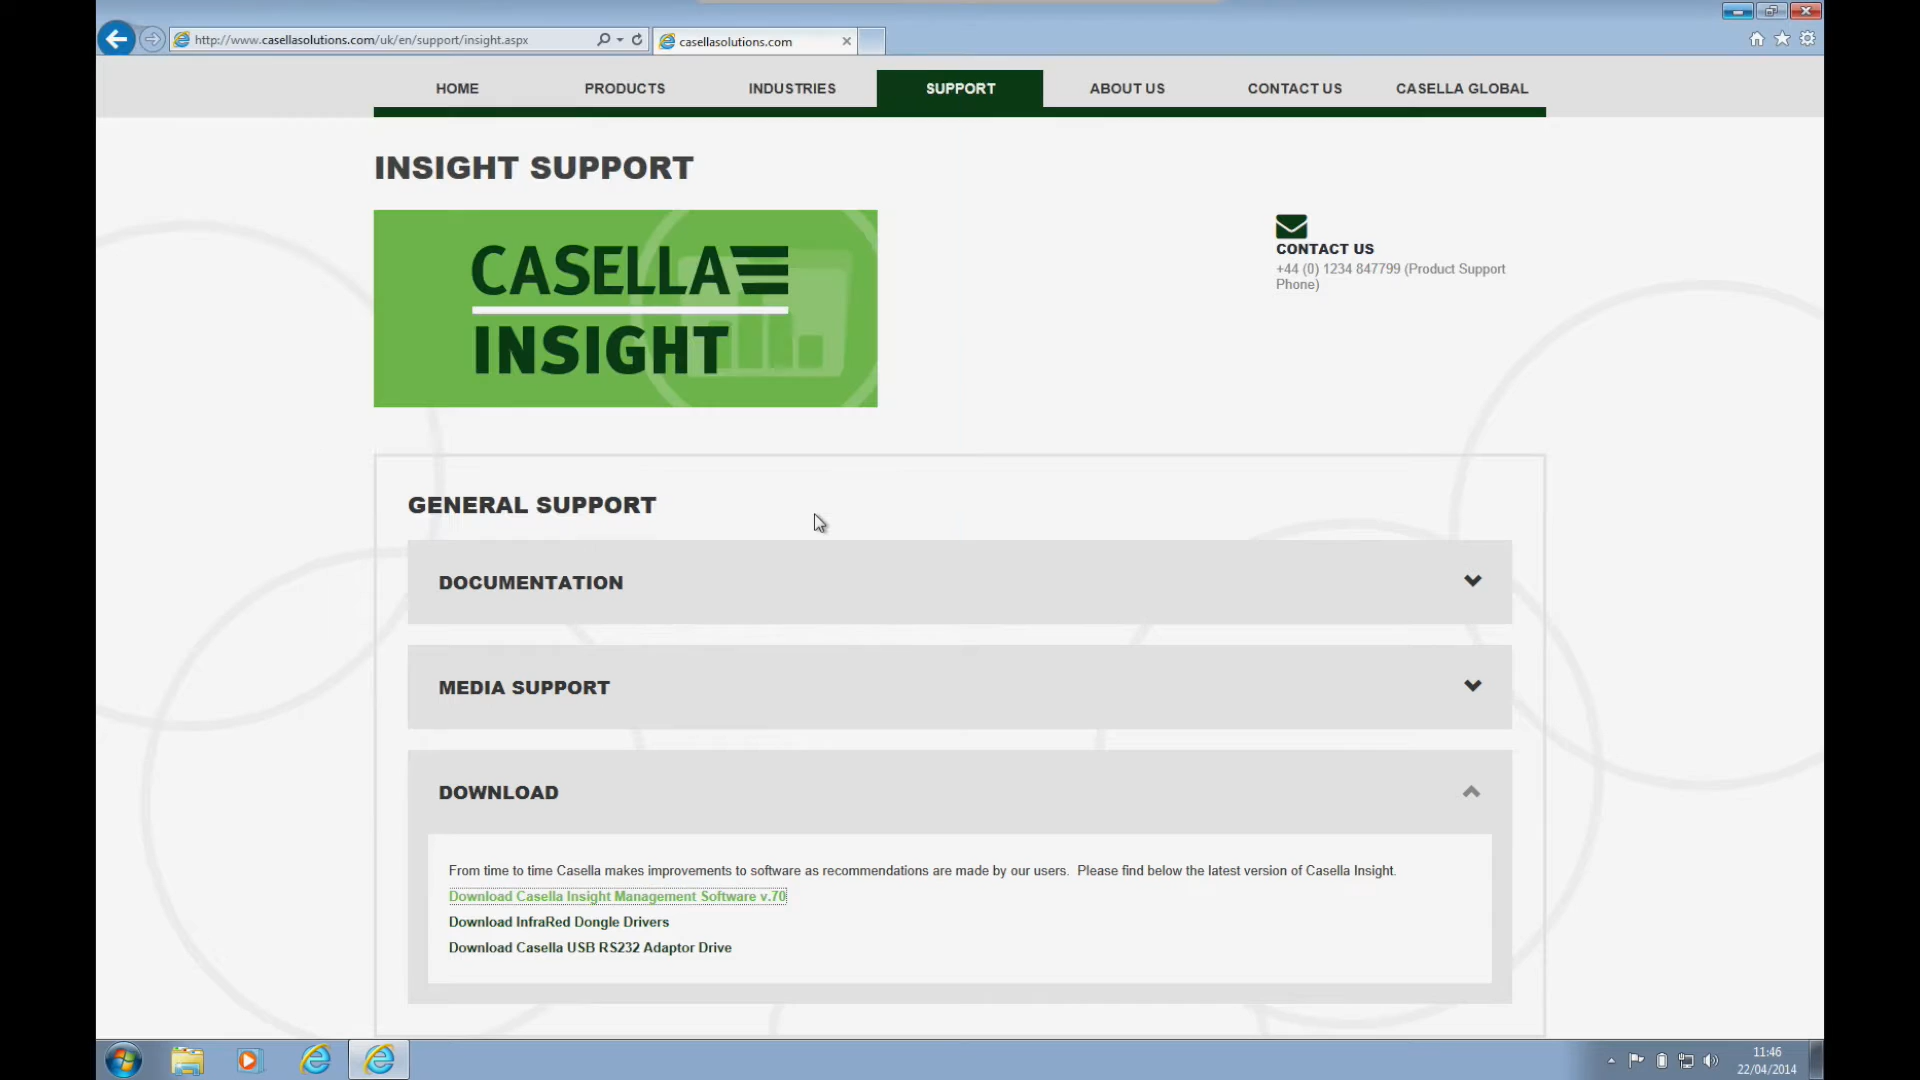 http://www.casellasolutions.com/uk/en/support/insight.aspx
casellasolutions.com
HOME
PRODUCTS
INDUSTRIES
SUPPORT
ABOUT US
CONTACT US
CASELLA GLOBAL
INSIGHT SUPPORT
CASELLA
INSIGHT
CONTACT US
+44 (0) 1234 847799 (Product Support
Phone)
GENERAL SUPPORT
DOCUMENTATION
MEDIA SUPPORT
DOWNLOAD
From time to time Casella makes improvements to software as recommendations are made by our users. Please find below the latest version of Casella Insight.
Download Casella Insight Management Software v.70
Download InfraRed Dongle Drivers
Download Casella USB RS232 Adaptor Drive
11:46
22/04/2014